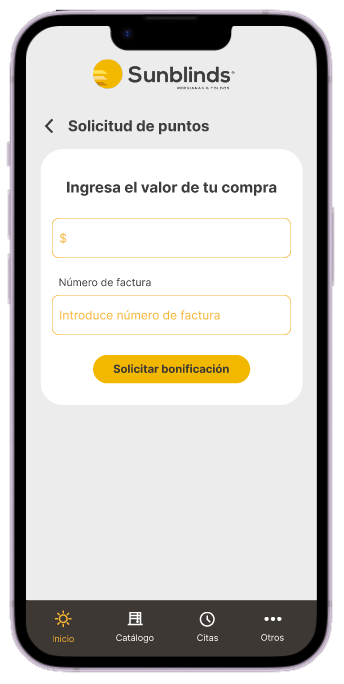 Sunblinds
PERSIANAS & TOLDOS
Solicitud de puntos
Ingresa el valor de tu compra
$
Número de factura
Introduce número de factura
Solicitar bonificación
Inicio
Catálogo
Citas
Otros